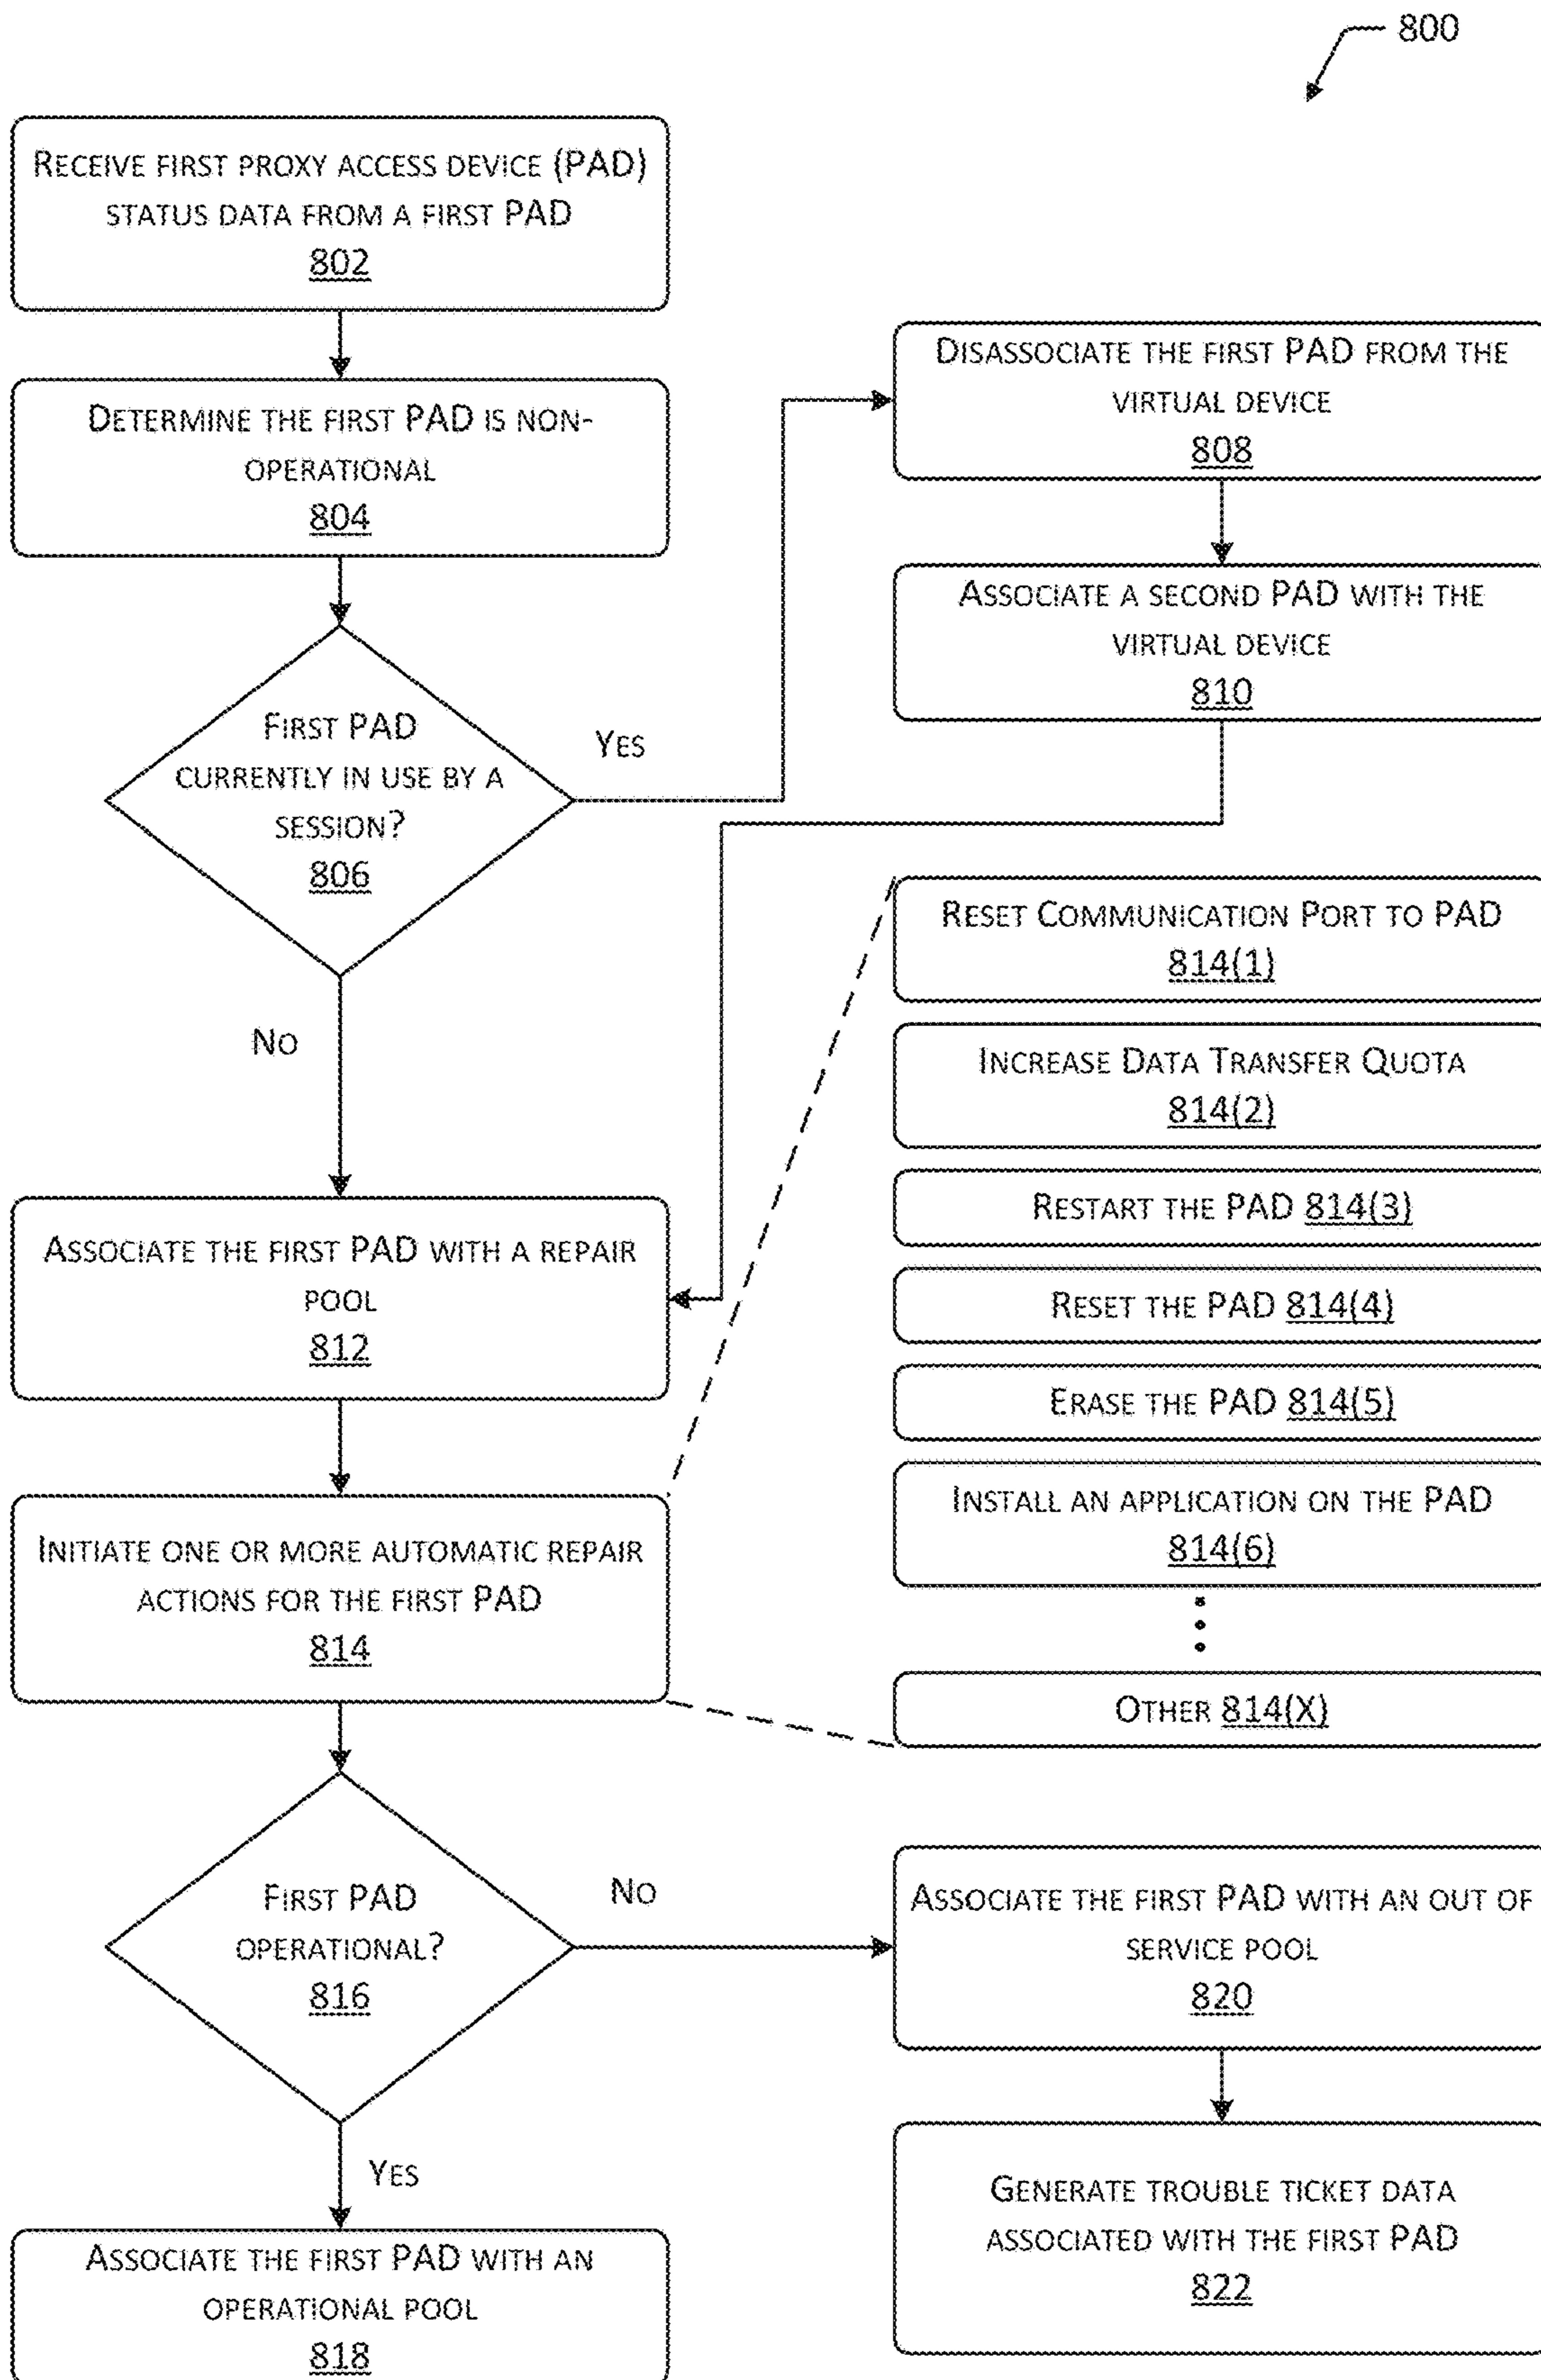 800
RECEIVE FIRST PROXY ACCESS DEVICE (PAD)
STATUS DATA FROM A FIRST PAD
802
DETERMINE THE FIRST PAD IS NON-
OPERATIONAL
804
FIRST PAD
CURRENTLY IN USE BY A
SESSION?
806
YES
NO
DISASSOCIATE THE FIRST PAD FROM THE
VIRTUAL DEVICE
808
ASSOCIATE A SECOND PAD WITH THE
VIRTUAL DEVICE
810
ASSOCIATE THE FIRST PAD WITH A REPAIR
POOL
812
INITIATE ONE OR MORE AUTOMATIC REPAIR
ACTIONS FOR THE FIRST PAD
814
RESET COMMUNICATION PORT TO PAD
814(1)
INCREASE DATA TRANSFER QUOTA
814(2)
RESTART THE PAD 814(3)
RESET THE PAD 814(4)
ERASE THE PAD 814(5)
INSTALL AN APPLICATION ON THE PAD
814(6)
OTHER 814(X)
FIRST PAD
OPERATIONAL?
816
NO
YES
ASSOCIATE THE FIRST PAD WITH AN
OPERATIONAL POOL
818
ASSOCIATE THE FIRST PAD WITH AN OUT OF
SERVICE POOL
820
GENERATE TROUBLE TICKET DATA
ASSOCIATED WITH THE FIRST PAD
822